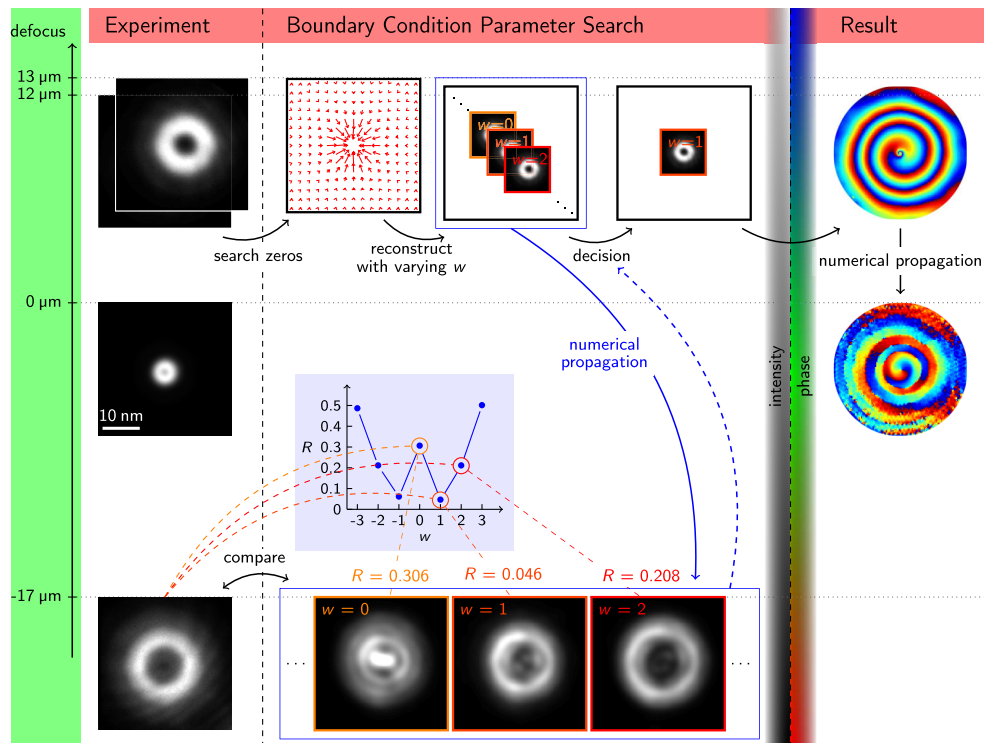 defocus
Experiment
Boundary Condition Parameter Search
Result
13 μm
12 μm
w=0
w=1
w=2
w=1
search zeros
reconstruct
with varying w
decision
numerical propagation
0 μm
10 nm
numerical
propagation
intensity
phase
0.5
0.4
0.3
0.2
0.1
0
R
-3 -2 -1 0 1 2 3
w
compare
R = 0.306
R = 0.046
R = 0.208
-17 μm
w = 0
w = 1
w = 2
...
...